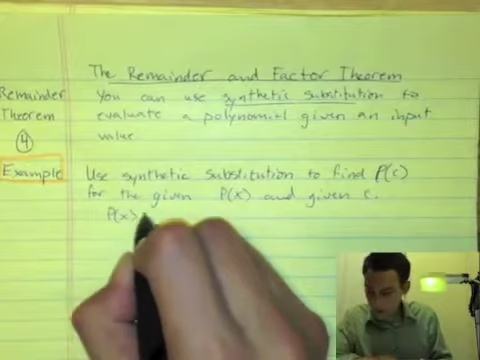 The Remainder and Factor Theorem
Remainder
Theorem
④
You can use synthetic substitution to
evaluate a polynomial given an input
value
Example
Use synthetic substitution to find P(c)
for the given P(x) and given c.
P(x)